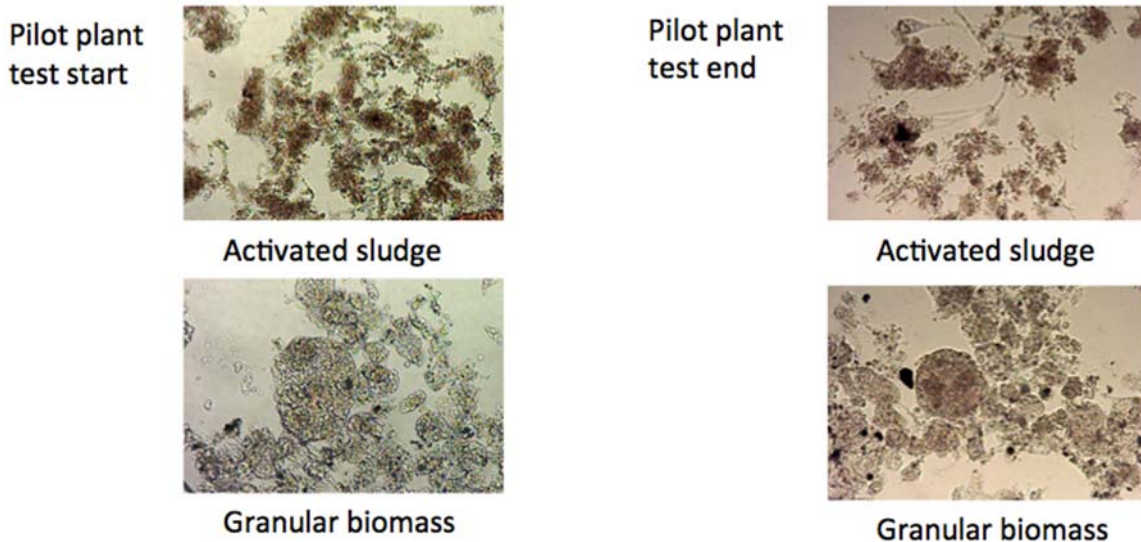 Pilot plant
test start
Activated sludge
Granular biomass
Pilot plant
test end
Activated sludge
Granular biomass